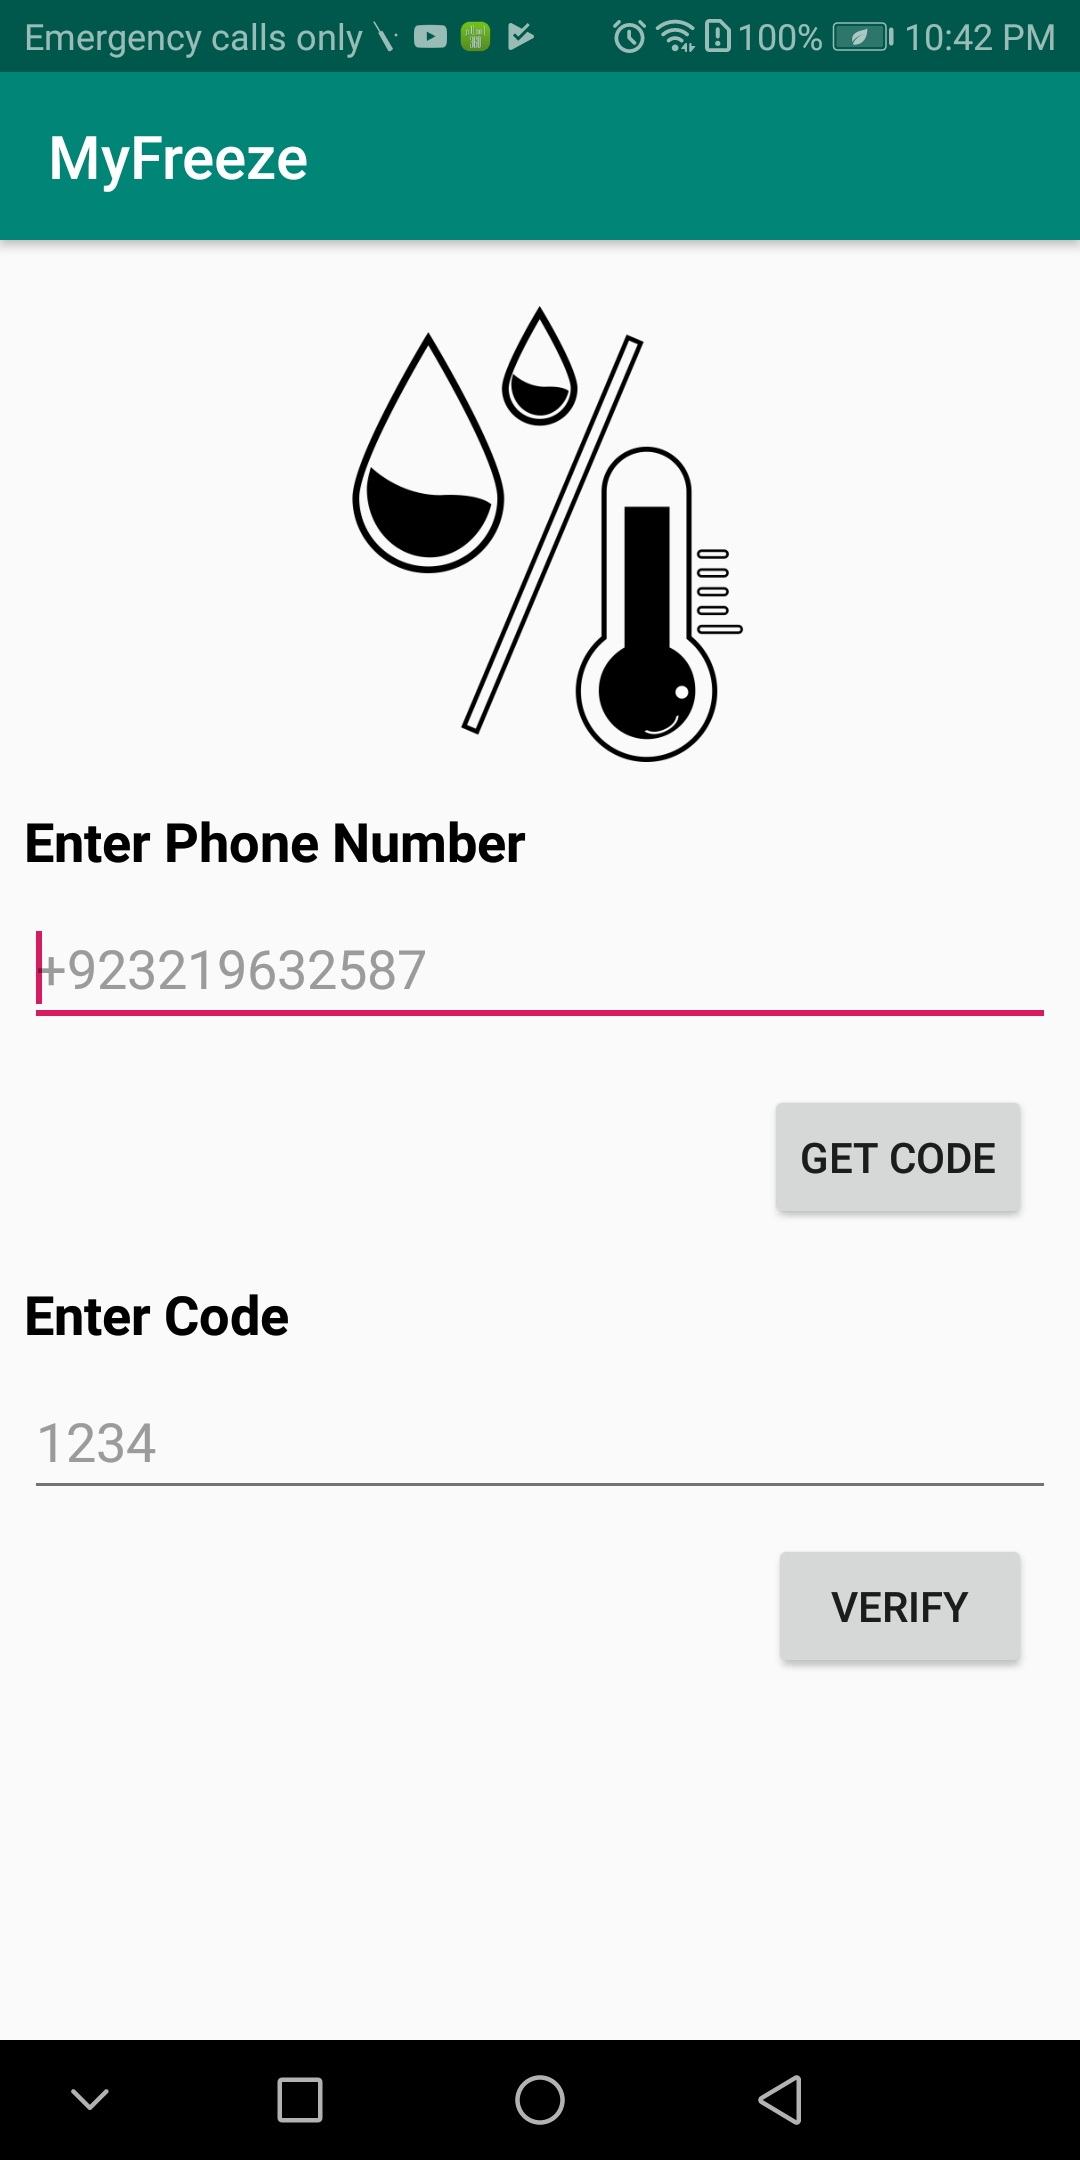 Emergency calls only 100% 10:42 PM
MyFreeze
Enter Phone Number
+923219632587
GET CODE
Enter Code
1234
VERIFY